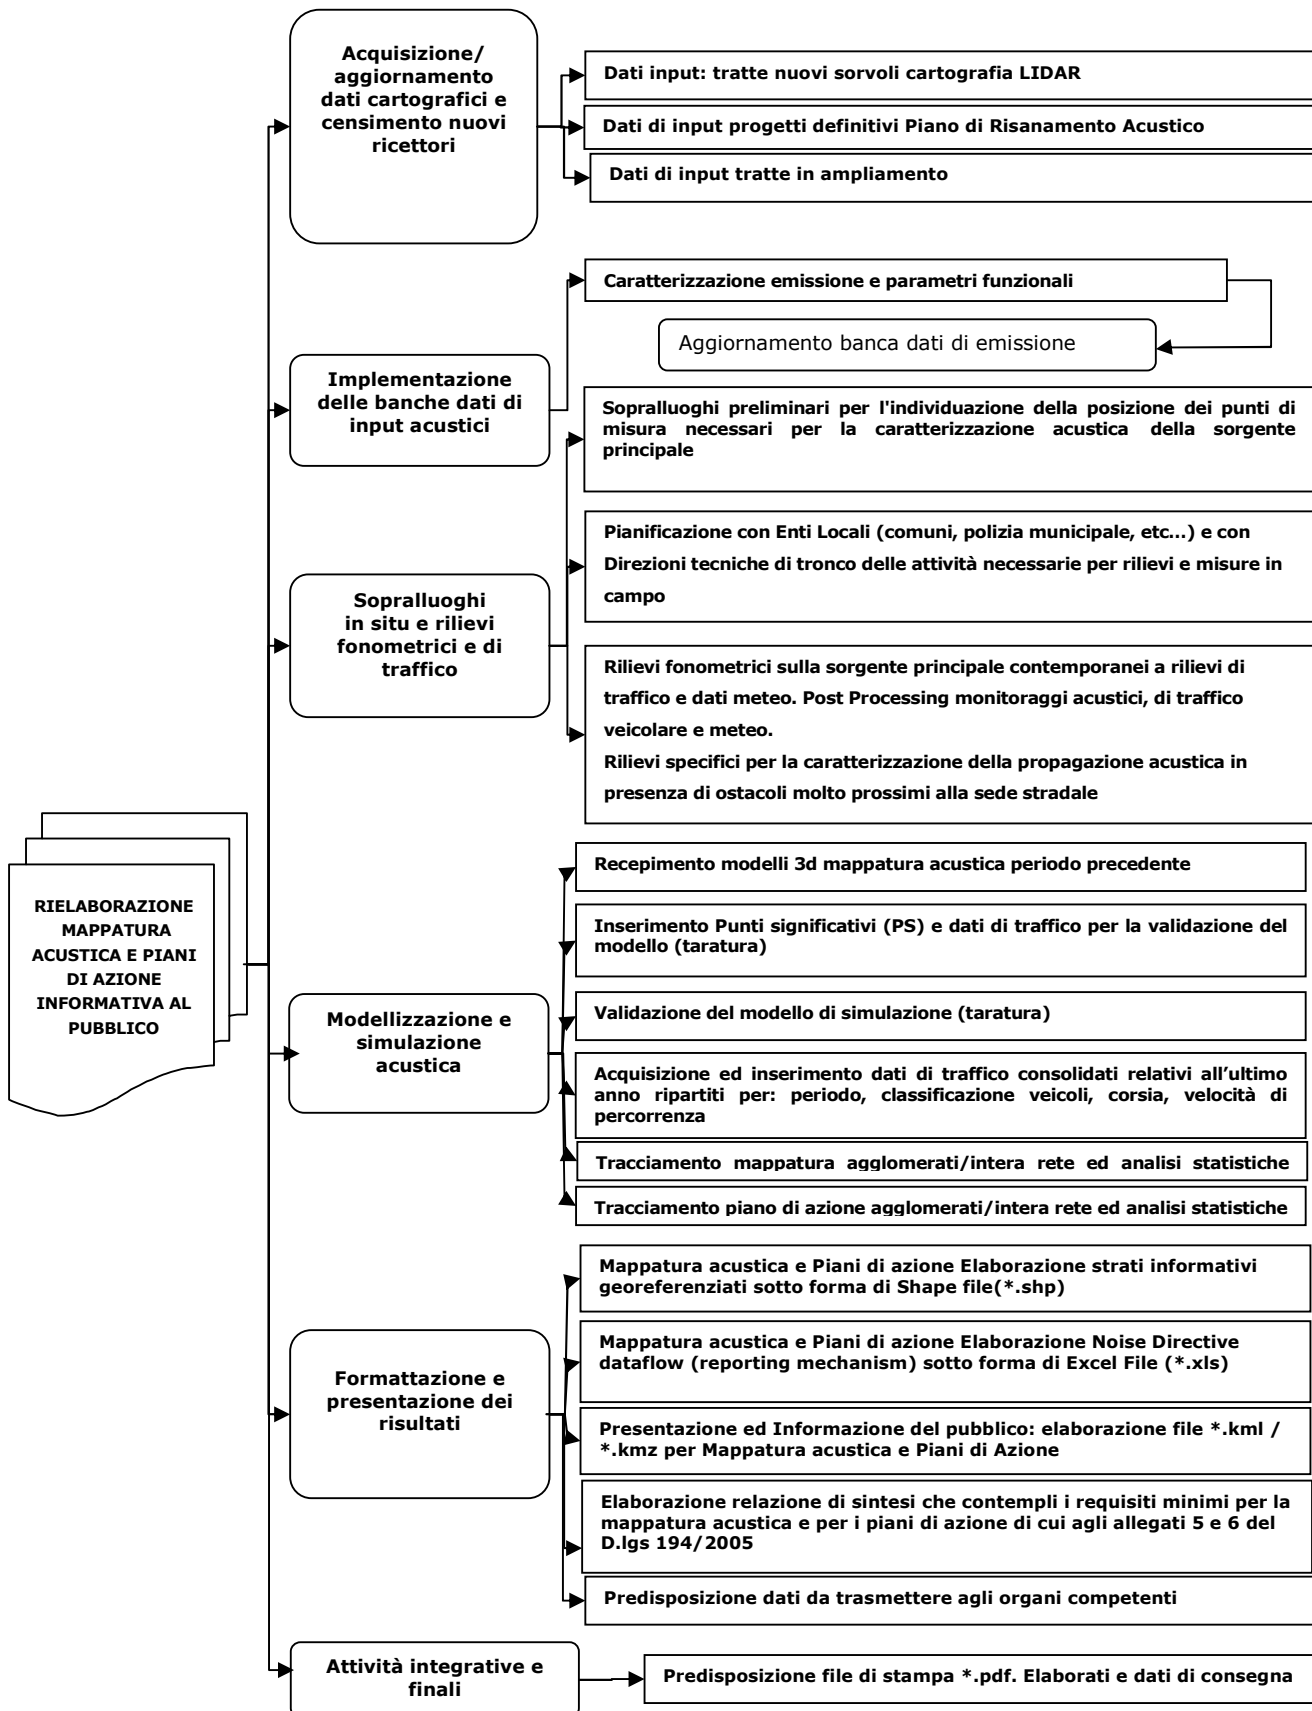 Acquisizione/
aggiornamento
dati cartografici e
censimento nuovi
ricettori
Dati input: tratte nuovi sorvoli cartografia LIDAR
Dati di input progetti definitivi Piano di Risanamento Acustico
Dati di input tratte in ampliamento
Implementazione
delle banche dati di
input acustici
Caratterizzazione emissione e parametri funzionali
Aggiornamento banca dati di emissione
Sopralluoghi
in situ e rilievi
fonometrici e di
traffico
Sopralluoghi preliminari per l'individuazione della posizione dei punti di
misura necessari per la caratterizzazione acustica della sorgente
principale
Pianificazione con Enti Locali (comuni, polizia municipale, etc...) e con
Direzioni tecniche di tronco delle attività necessarie per rilievi e misure in
campo
Rilievi fonometrici sulla sorgente principale contemporanei a rilievi di
traffico e dati meteo. Post Processing monitoraggi acustici, di traffico
veicolare e meteo.
Rilievi specifici per la caratterizzazione della propagazione acustica in
presenza di ostacoli molto prossimi alla sede stradale
RIELABORAZIONE
MAPPATURA
ACUSTICA E PIANI
DI AZIONE
INFORMATIVA AL
PUBBLICO
Modellizzazione e
simulazione
acustica
Recepimento modelli 3d mappatura acustica periodo precedente
Inserimento Punti significativi (PS) e dati di traffico per la validazione del
modello (taratura)
Validazione del modello di simulazione (taratura)
Acquisizione ed inserimento dati di traffico consolidati relativi all’ultimo
anno ripartiti per: periodo, classificazione veicoli, corsia, velocità di
percorrenza
Tracciamento mappatura agglomerati/intera rete ed analisi statistiche
Tracciamento piano di azione agglomerati/intera rete ed analisi statistiche
Formattazione e
presentazione dei
risultati
Mappatura acustica e Piani di azione Elaborazione strati informativi
georeferenziati sotto forma di Shape file(*.shp)
Mappatura acustica e Piani di azione Elaborazione Noise Directive
dataflow (reporting mechanism) sotto forma di Excel File (*.xls)
Presentazione ed Informazione del pubblico: elaborazione file *.kml /
*.kmz per Mappatura acustica e Piani di Azione
Elaborazione relazione di sintesi che contempli i requisiti minimi per la
mappatura acustica e per i piani di azione di cui agli allegati 5 e 6 del
D.lgs 194/2005
Predisposizione dati da trasmettere agli organi competenti
Attività integrative e
finali
Predisposizione file di stampa *.pdf. Elaborati e dati di consegna